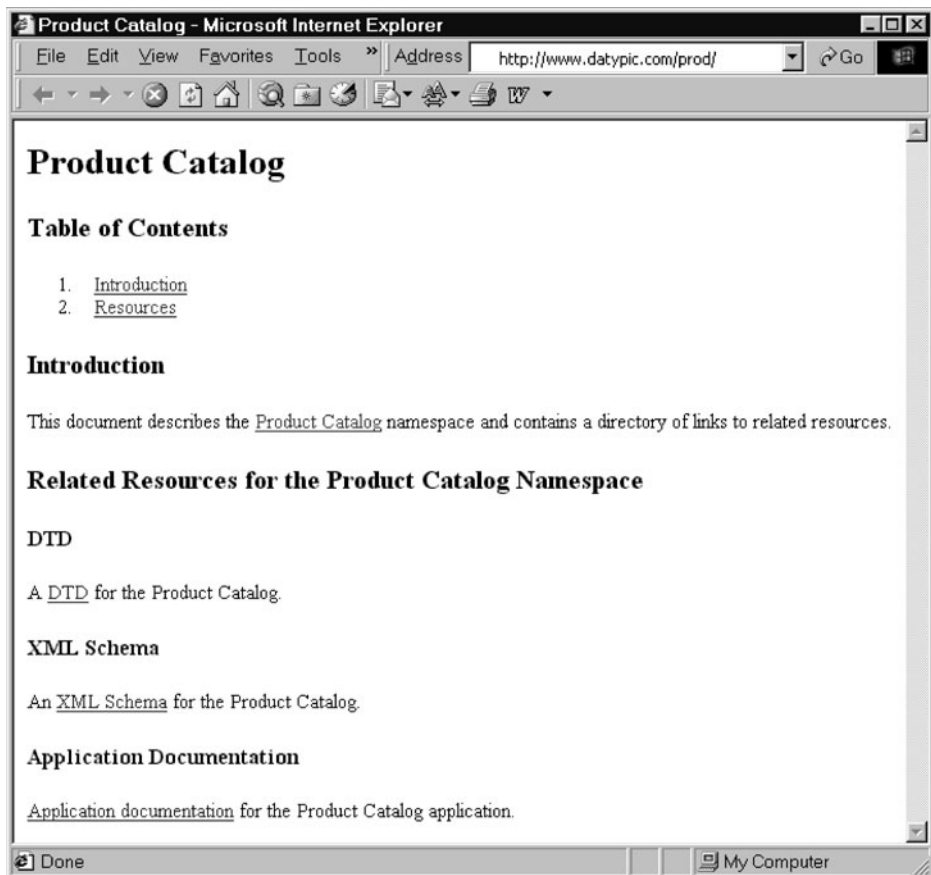 Product Catalog - Microsoft Internet Explorer
File Edit View Favorites Tools » Address http://www.datypic.com/prod/ Go
W
Product Catalog
Table of Contents
1. Introduction
2. Resources
Introduction
This document describes the Product Catalog namespace and contains a directory of links to related resources.
Related Resources for the Product Catalog Namespace
DTD
A DTD for the Product Catalog.
XML Schema
An XML Schema for the Product Catalog.
Application Documentation
Application documentation for the Product Catalog application.
Done My Computer